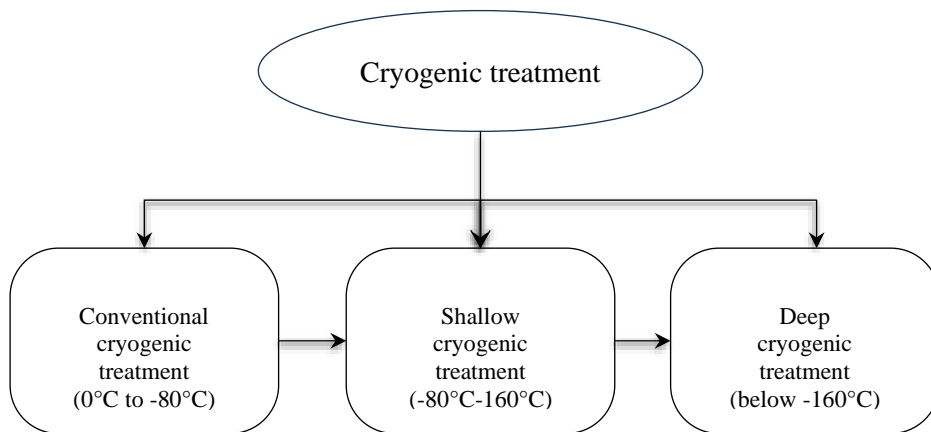 Cryogenic treatment
Conventional
cryogenic
treatment
(0°C to -80°C)
Shallow
cryogenic
treatment
(-80°C-160°C)
Deep
cryogenic
treatment
(below -160°C)